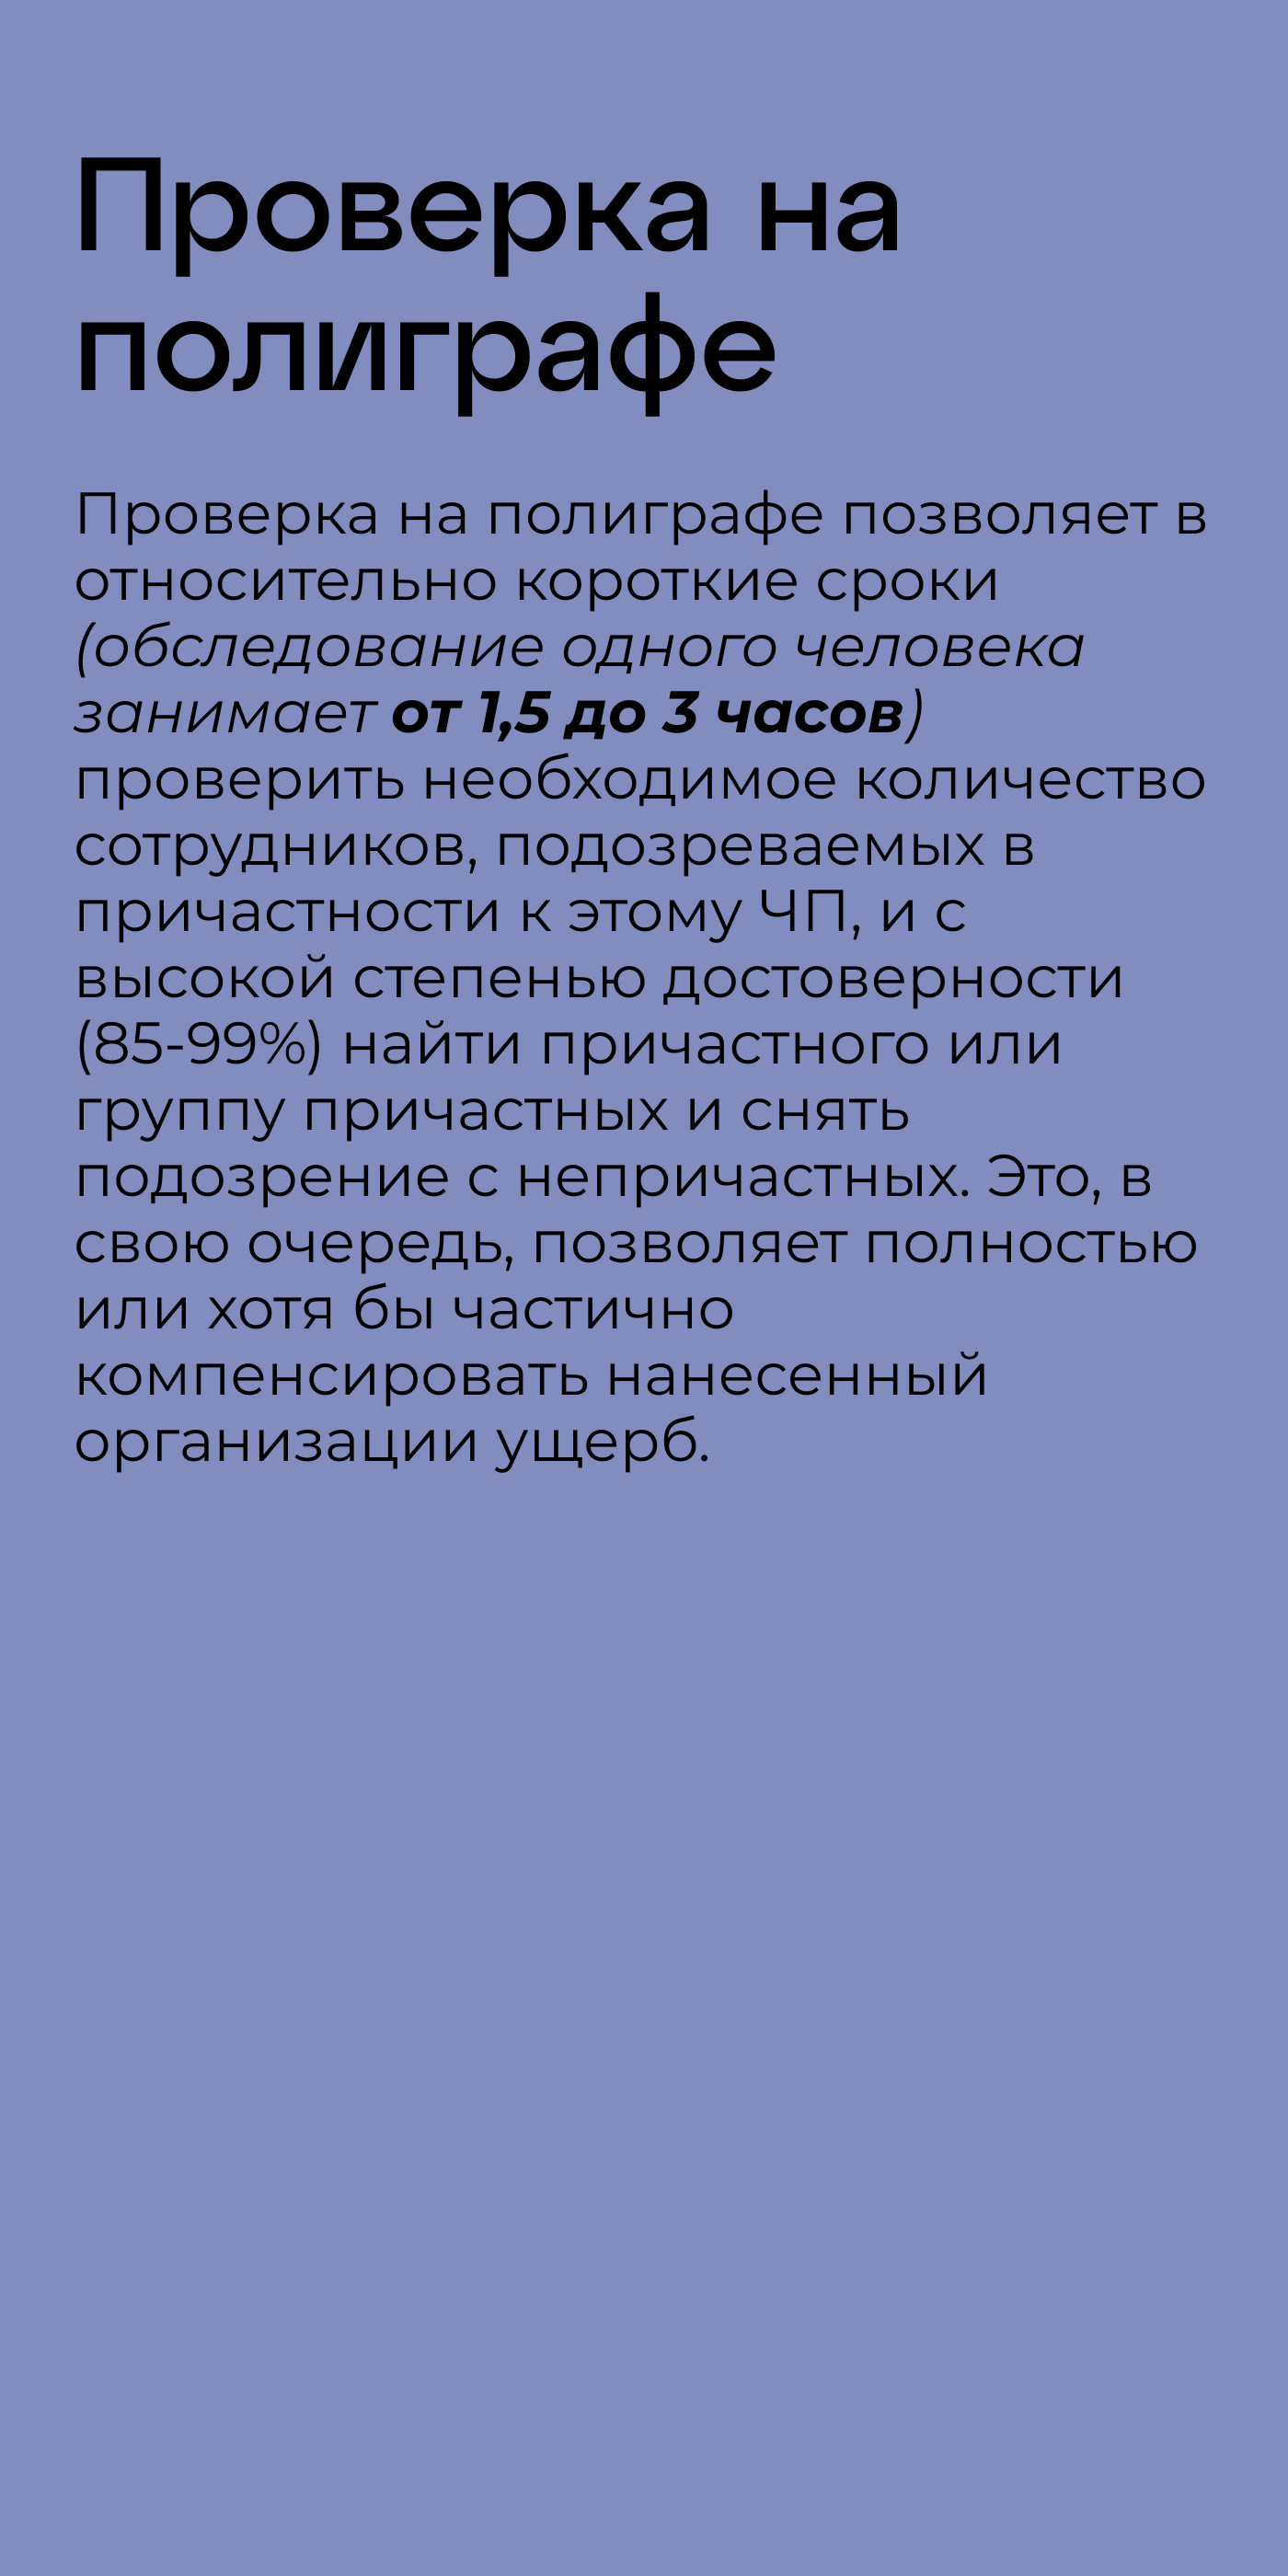 Проверка на
полиграфе
Проверка на полиграфе позволяет в
относительно короткие сроки
(обследование одного человека
занимает от 1,5 до 3 часов)
проверить необходимое количество
сотрудников, подозреваемых в
причастности к этому ЧП, и с
высокой степенью достоверности
(85-99%) найти причастного или
группу причастных и снять
подозрение с непричастных. Это, в
свою очередь, позволяет полностью
или хотя бы частично
компенсировать нанесенный
организации ущерб.